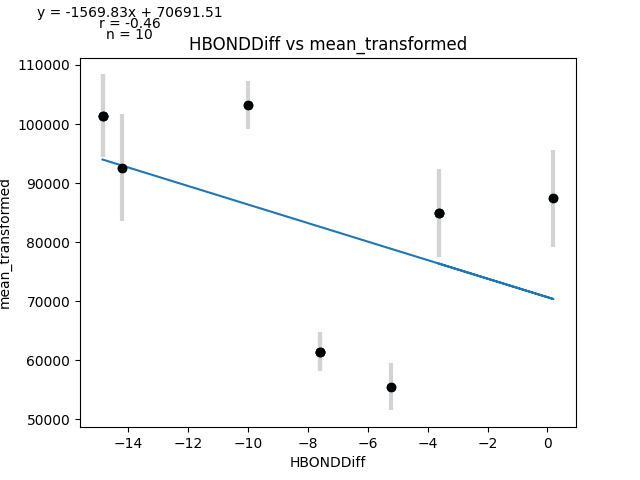 y = -1569.83x + 70691.51
r = -0.46
n = 10
HBONDDiff vs mean_transformed
110000
100000
90000
80000
70000
60000
50000
mean_transformed
−14 −12 −10 −8 −6 −4 −2 0
HBONDDiff